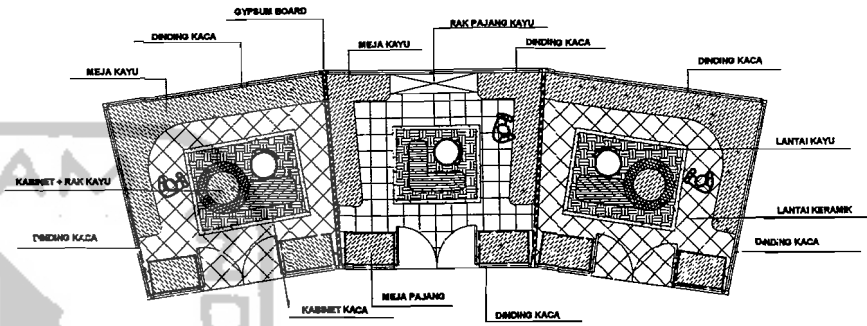 GYPSUM BOARD
RAK PAJANG KAYU
DINDING KACA
MEJA KAYU
DINDING KACA
DINDING KACA
MEJA KAYU
LANTAI KAYU
KABINET + RAK KAYU
LANTAI KERAMIK
DINDING KACA
DINDING KACA
MEJA PAJANG
KABINET KACA
DINDING KACA